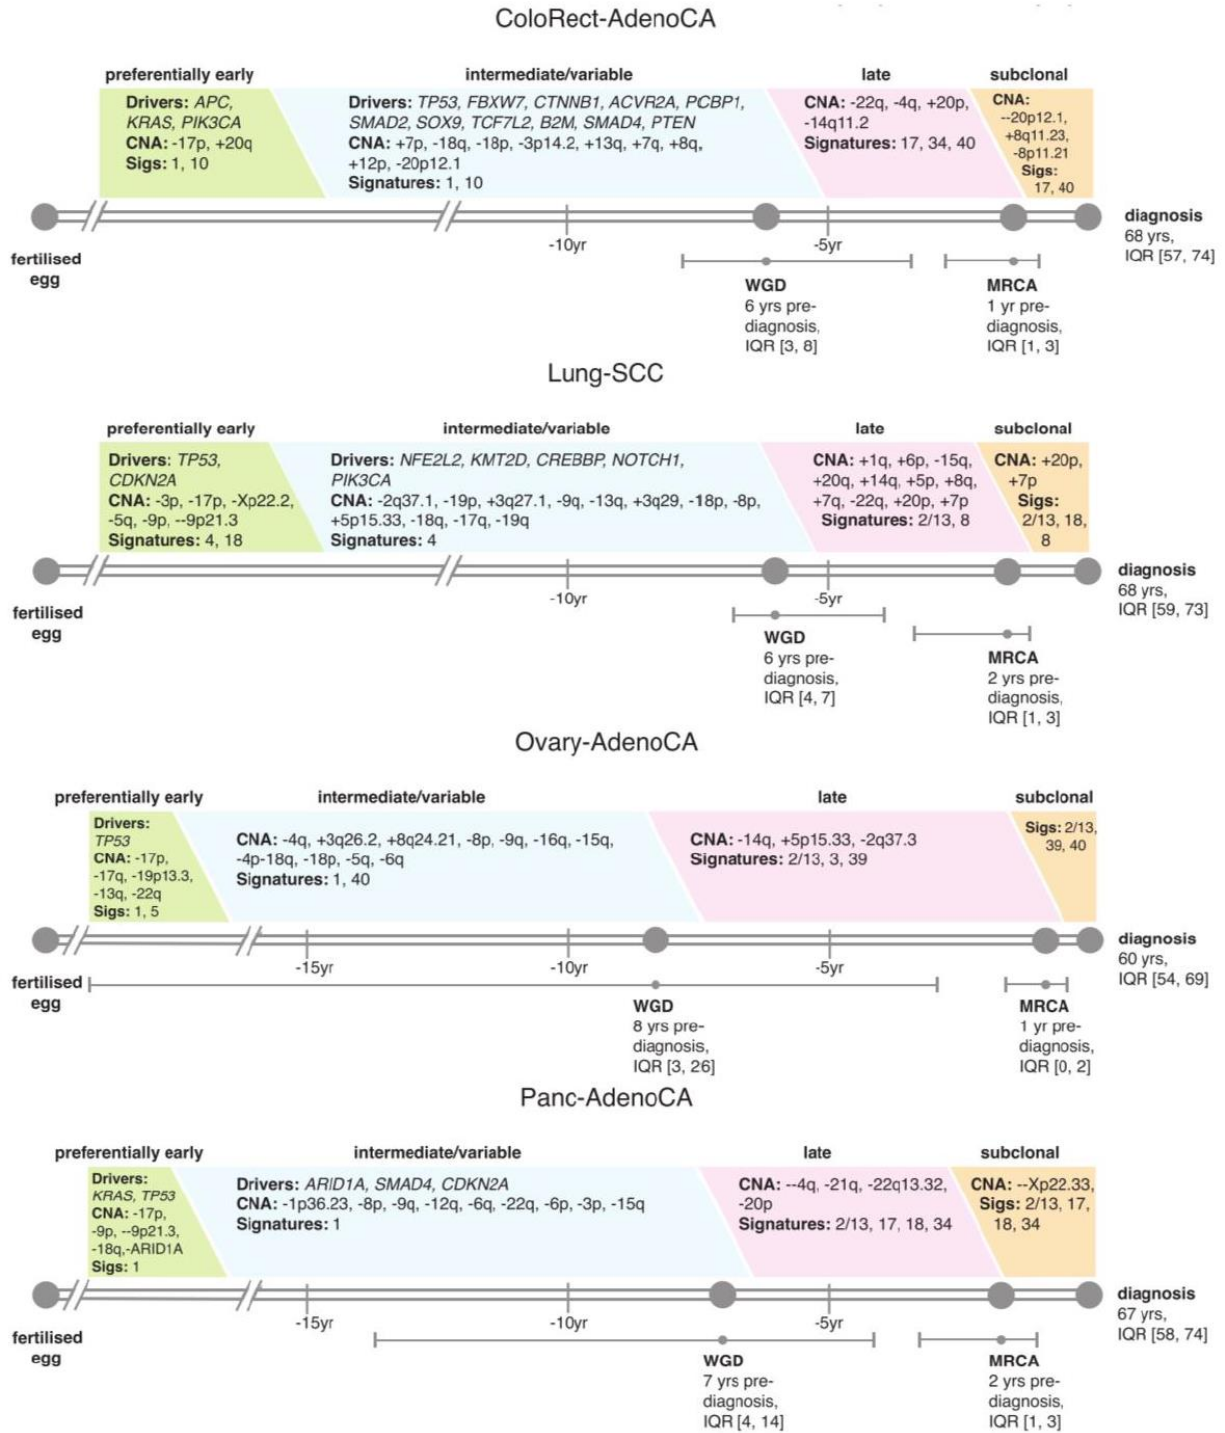 ColoRect-AdenoCA
preferentially early
intermediate/variable
late
subclonal
Drivers: APC,
KRAS, PIK3CA
CNA: -17p, +20q
Sigs: 1, 10
Drivers: TP53, FBXW7, CTNNB1, ACVR2A, PCBP1,
SMAD2, SOX9, TCF7L2, B2M, SMAD4, PTEN
CNA: +7p, -18q, -18p, -3p14.2, +13q, +7q, +8q,
+12p, -20p12.1
Signatures: 1, 10
CNA: -22q, -4q, +20p,
-14q11.2
Signatures: 17, 34, 40
CNA:
--20p12.1,
+8q11.23,
-8p11.21
Sigs:
17, 40
fertilised
egg
-10yr
-5yr
diagnosis
68 yrs,
IQR [57, 74]
WGD
6 yrs pre-
diagnosis,
IQR [3, 8]
MRCA
1 yr pre-
diagnosis,
IQR [1, 3]
Lung-SCC
preferentially early
intermediate/variable
late
subclonal
Drivers: TP53,
CDKN2A
CNA: -3p, -17p, -Xp22.2,
-5q, -9p, --9p21.3
Signatures: 4, 18
Drivers: NFE2L2, KMT2D, CREBBP, NOTCH1,
PIK3CA
CNA: -2q37.1, -19p, +3q27.1, -9q, -13q, +3q29, -18p, -8p,
+5p15.33, -18q, -17q, -19q
Signatures: 4
CNA: +1q, +6p, -15q,
+20q, +14q, +5p, +8q,
+7q, -22q, +20p, +7p
Signatures: 2/13, 8
CNA: +20p,
+7p
Sigs:
2/13, 18,
8
fertilised
egg
-10yr
-5yr
diagnosis
68 yrs,
IQR [59, 73]
WGD
6 yrs pre-
diagnosis,
IQR [4, 7]
MRCA
2 yrs pre-
diagnosis,
IQR [1, 3]
Ovary-AdenoCA
preferentially early
intermediate/variable
late
subclonal
Drivers:
TP53
CNA: -17p,
-17q, -19p13.3,
-13q, -22q
Sigs: 1, 5
CNA: -4q, +3q26.2, +8q24.21, -8p, -9q, -16q, -15q,
-4p-18q, -18p, -5q, -6q
Signatures: 1, 40
CNA: -14q, +5p15.33, -2q37.3
Signatures: 2/13, 3, 39
Sigs: 2/13,
39, 40
fertilised
egg
-15yr
-10yr
-5yr
diagnosis
60 yrs,
IQR [54, 69]
WGD
8 yrs pre-
diagnosis,
IQR [3, 26]
MRCA
1 yr pre-
diagnosis,
IQR [0, 2]
Panc-AdenoCA
preferentially early
intermediate/variable
late
subclonal
Drivers:
KRAS, TP53
CNA: -17p,
-9p, --9p21.3,
-18q,-ARID1A
Sigs: 1
Drivers: ARID1A, SMAD4, CDKN2A
CNA: -1p36.23, -8p, -9q, -12q, -6q, -22q, -6p, -3p, -15q
Signatures: 1
CNA: --4q, -21q, -22q13.32,
-20p
Signatures: 2/13, 17, 18, 34
CNA: --Xp22.33,
Sigs: 2/13, 17,
18, 34
fertilised
egg
-15yr
-10yr
-5yr
diagnosis
67 yrs,
IQR [58, 74]
WGD
7 yrs pre-
diagnosis,
IQR [4, 14]
MRCA
2 yrs pre-
diagnosis,
IQR [1, 3]